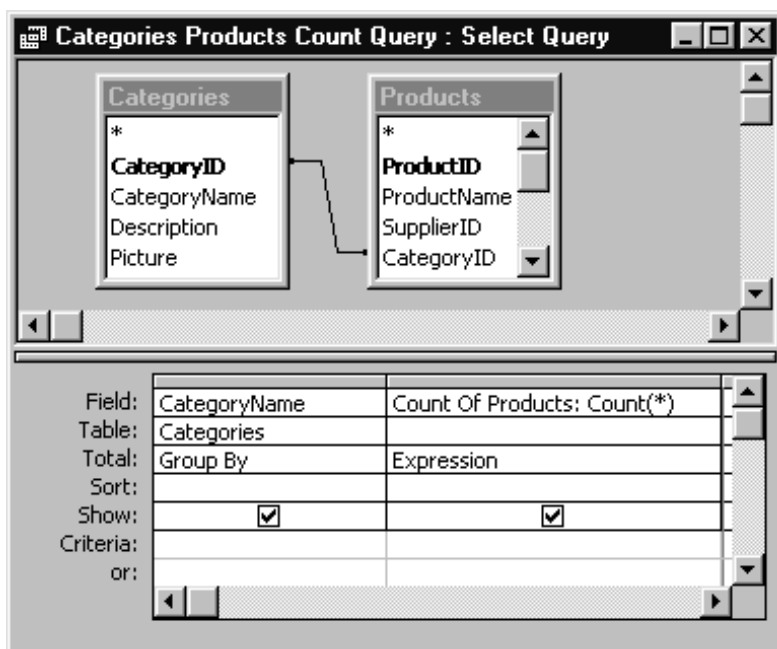 Categories Products Count Query : Select Query
Categories
*
CategoryID
CategoryName
Description
Picture
Products
*
ProductID
ProductName
SupplierID
CategoryID
Field: CategoryName Count Of Products: Count(*)
Table: Categories
Total: Group By Expression
Sort:
Show:
Criteria:
or: